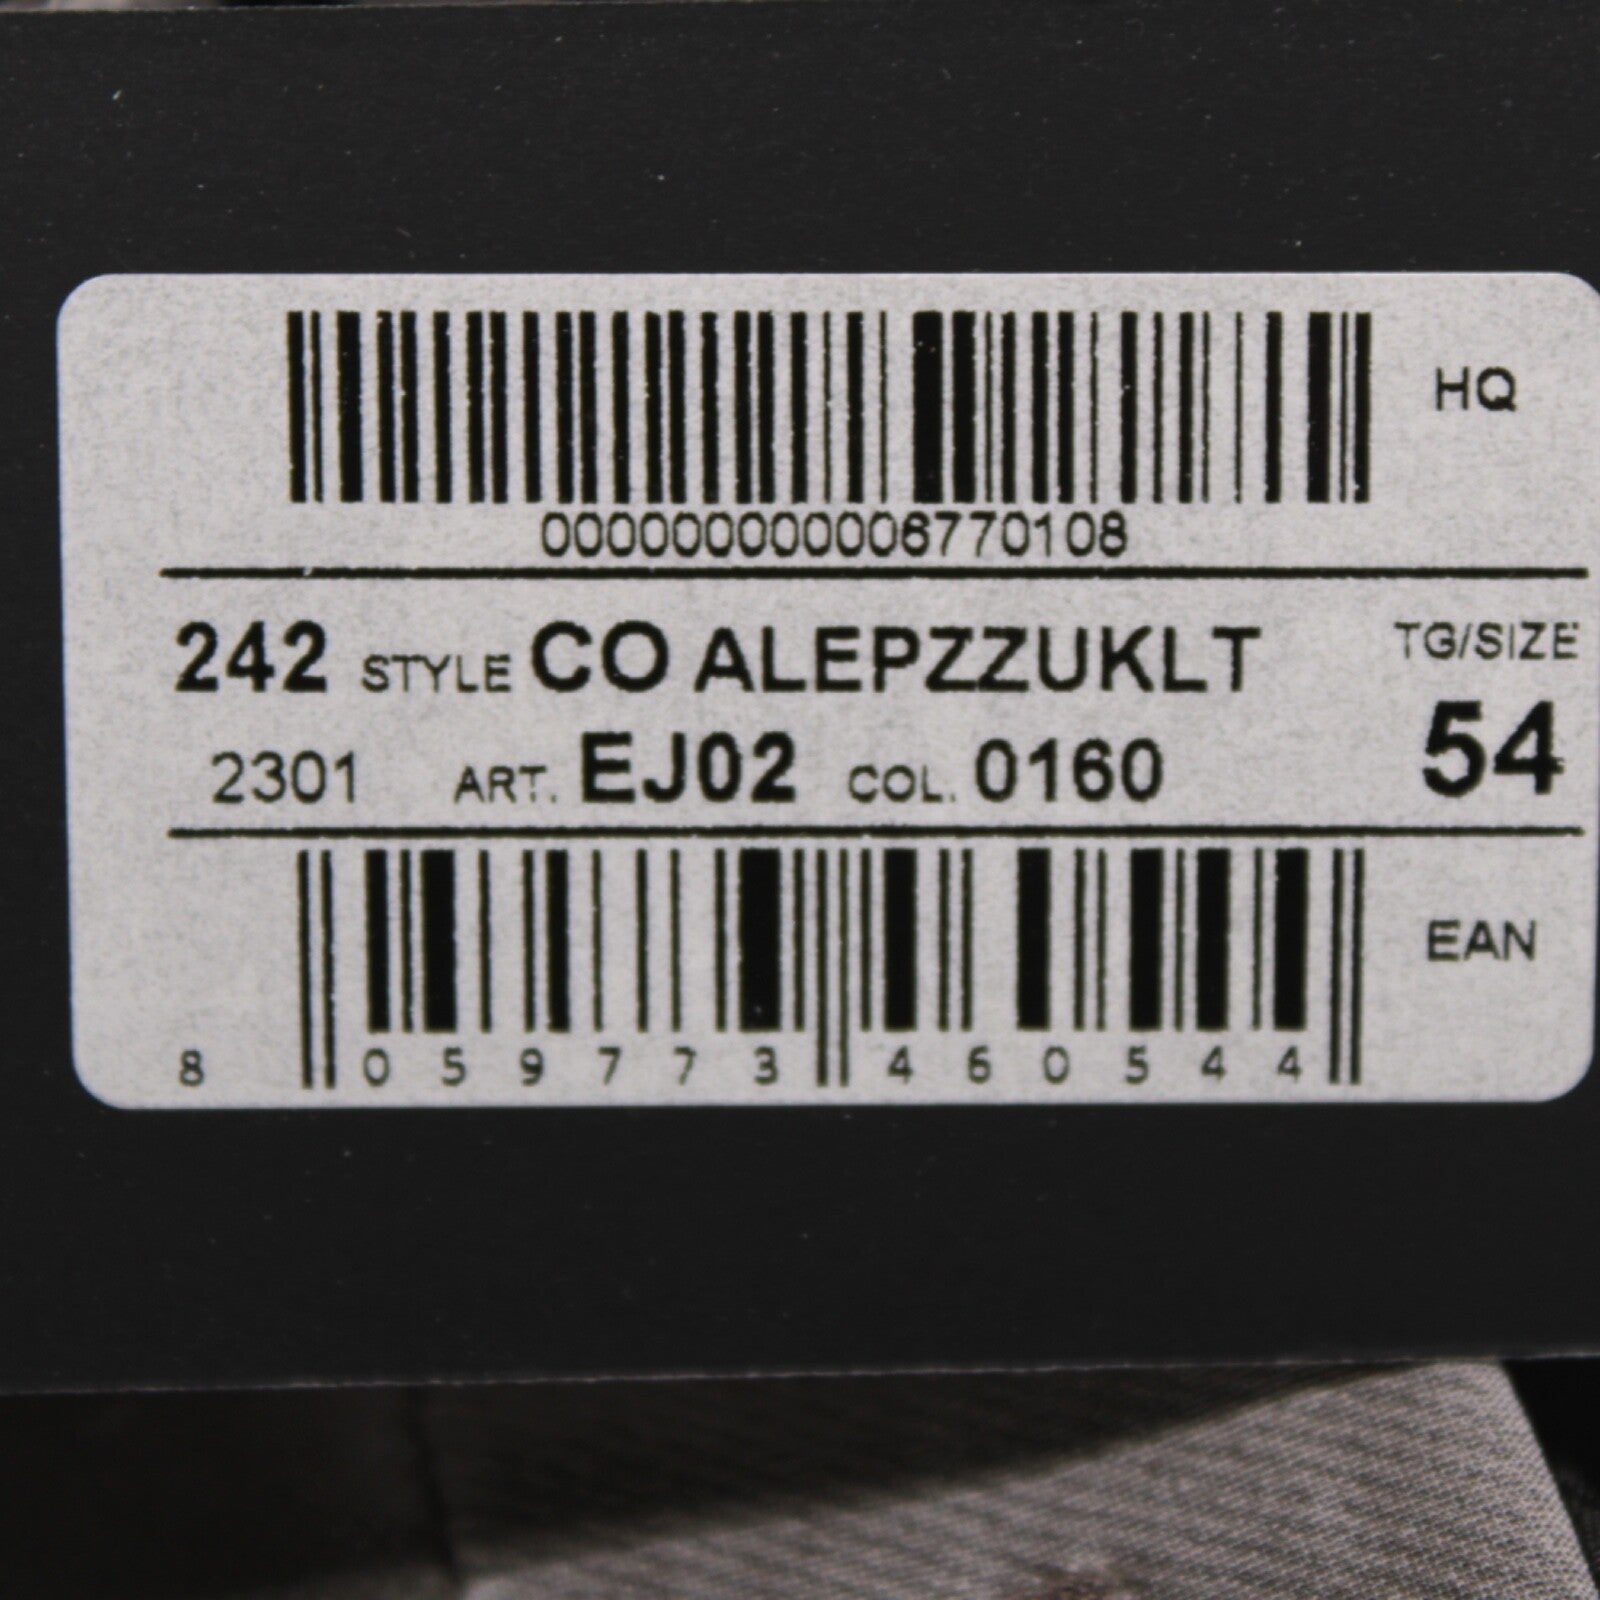 HQ
000000000006770108
242 STYLE CO ALEPZZUKLT TG/SIZE
2301 ART. EJ02 COL. 0160 54
EAN
8 059773 460544